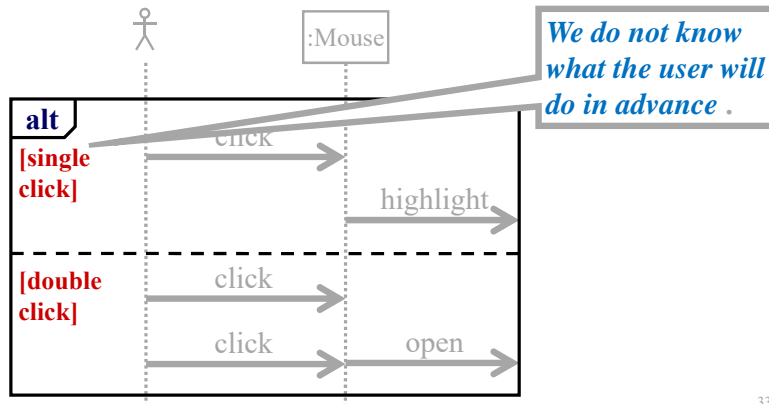 :Mouse
We do not know
what the user will
do in advance .
alt
[single
click]
click
highlight
[double
click]
click
click
open
33